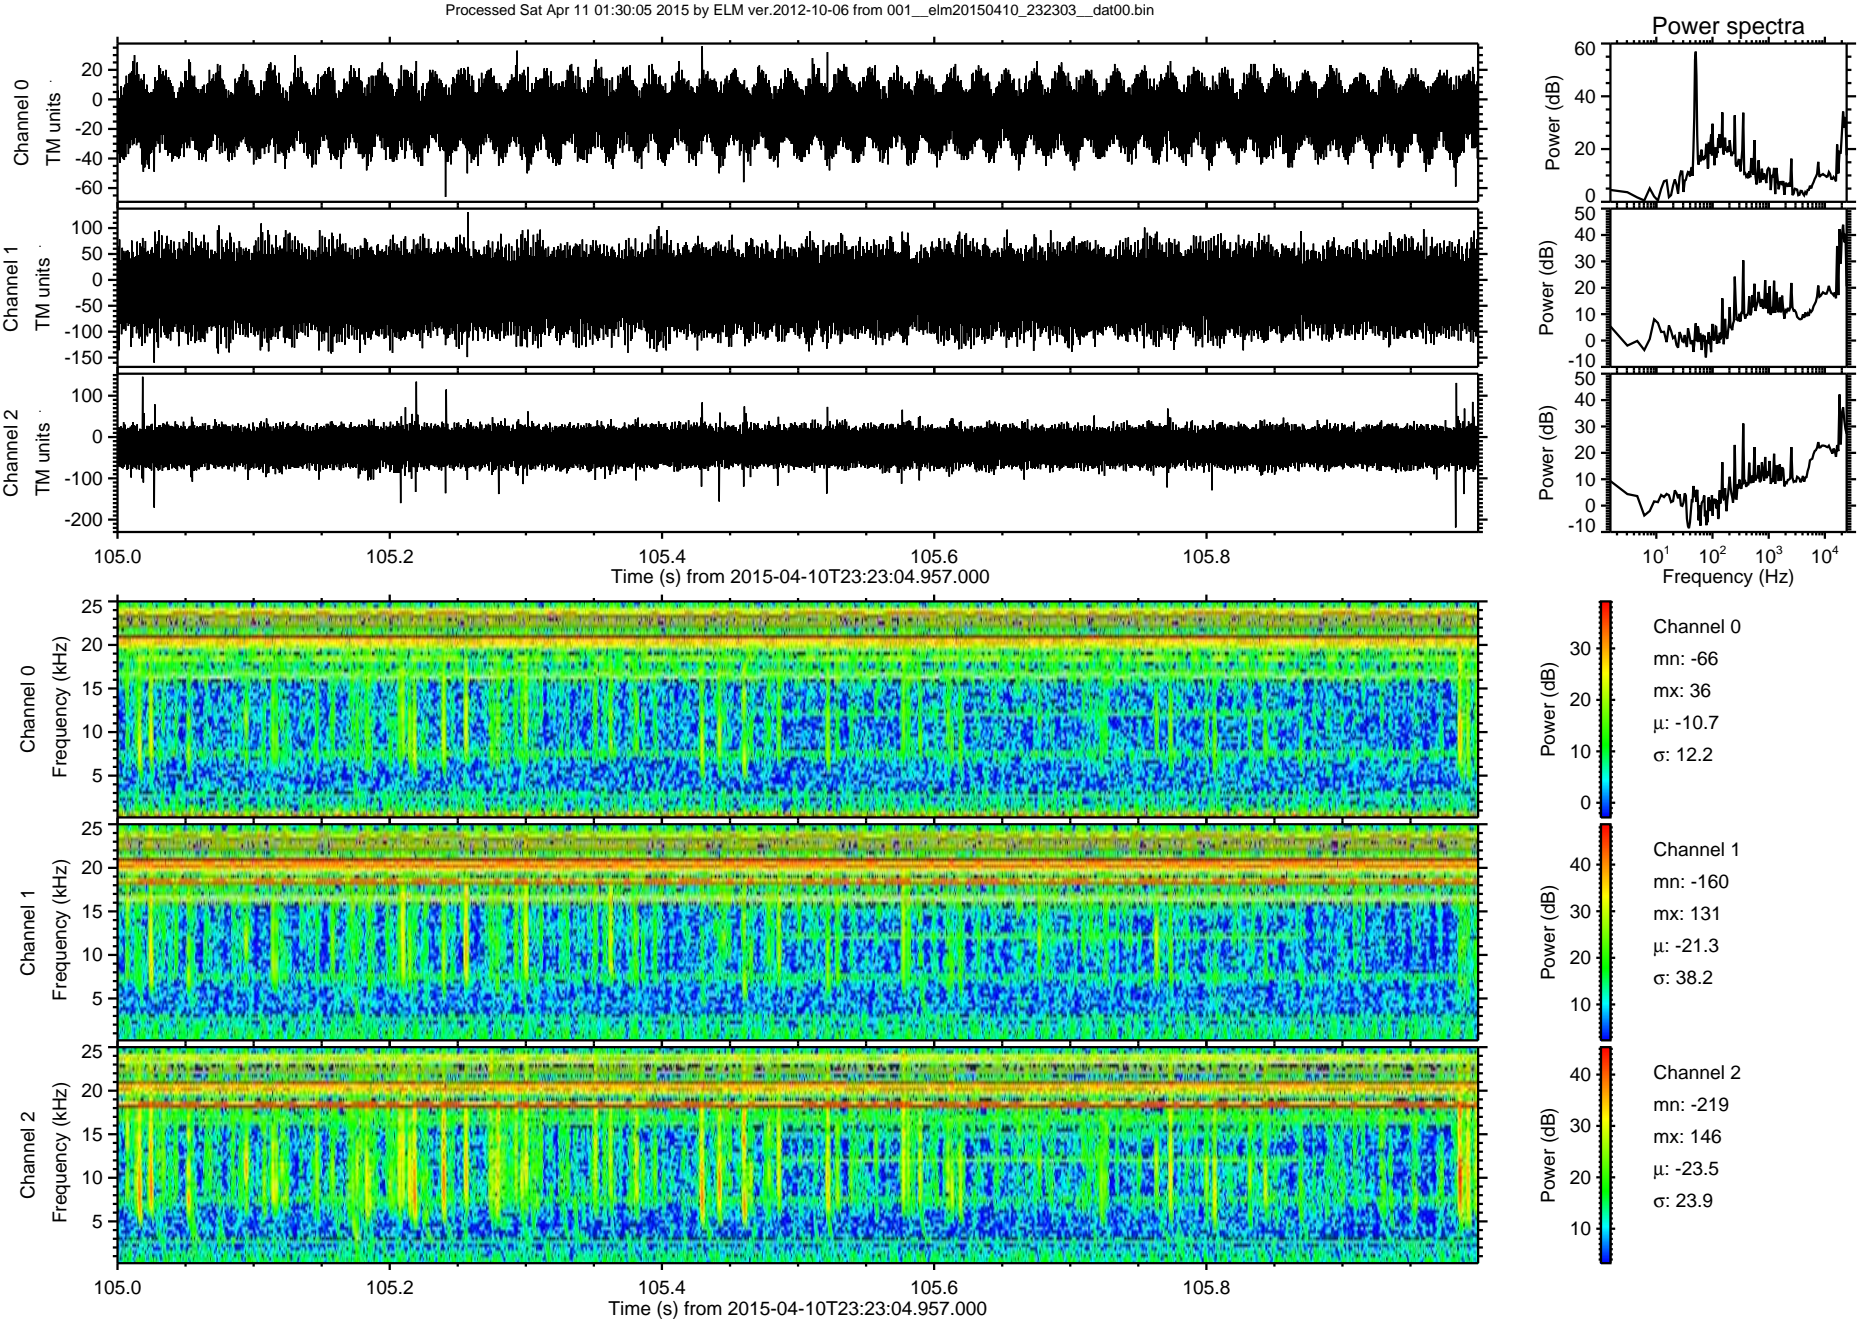 Processed Sat Apr 11 01:30:05 2015 by ELM ver.2012-10-06 from 001__elm20150410_232303__dat00.bin
Power spectra
Channel 0
TM units
20
0
-20
-40
-60
Power (dB)
60
40
20
0
Channel 1
TM units
100
50
0
-50
-100
-150
Power (dB)
50
40
30
20
10
0
-10
Channel 2
TM units
100
0
-100
-200
Power (dB)
50
40
30
20
10
0
-10
105.0 105.2 105.4 105.6 105.8
Time (s) from 2015-04-10T23:23:04.957.000
10^1 10^2 10^3 10^4
Frequency (Hz)
Channel 0
Frequency (kHz)
25
20
15
10
5
Power (dB)
30
20
10
0
Channel 0
mn: -66
mx: 36
μ: -10.7
σ: 12.2
Channel 1
Frequency (kHz)
25
20
15
10
5
Power (dB)
40
30
20
10
Channel 1
mn: -160
mx: 131
μ: -21.3
σ: 38.2
Channel 2
Frequency (kHz)
25
20
15
10
5
Power (dB)
40
30
20
10
Channel 2
mn: -219
mx: 146
μ: -23.5
σ: 23.9
105.0 105.2 105.4 105.6 105.8
Time (s) from 2015-04-10T23:23:04.957.000